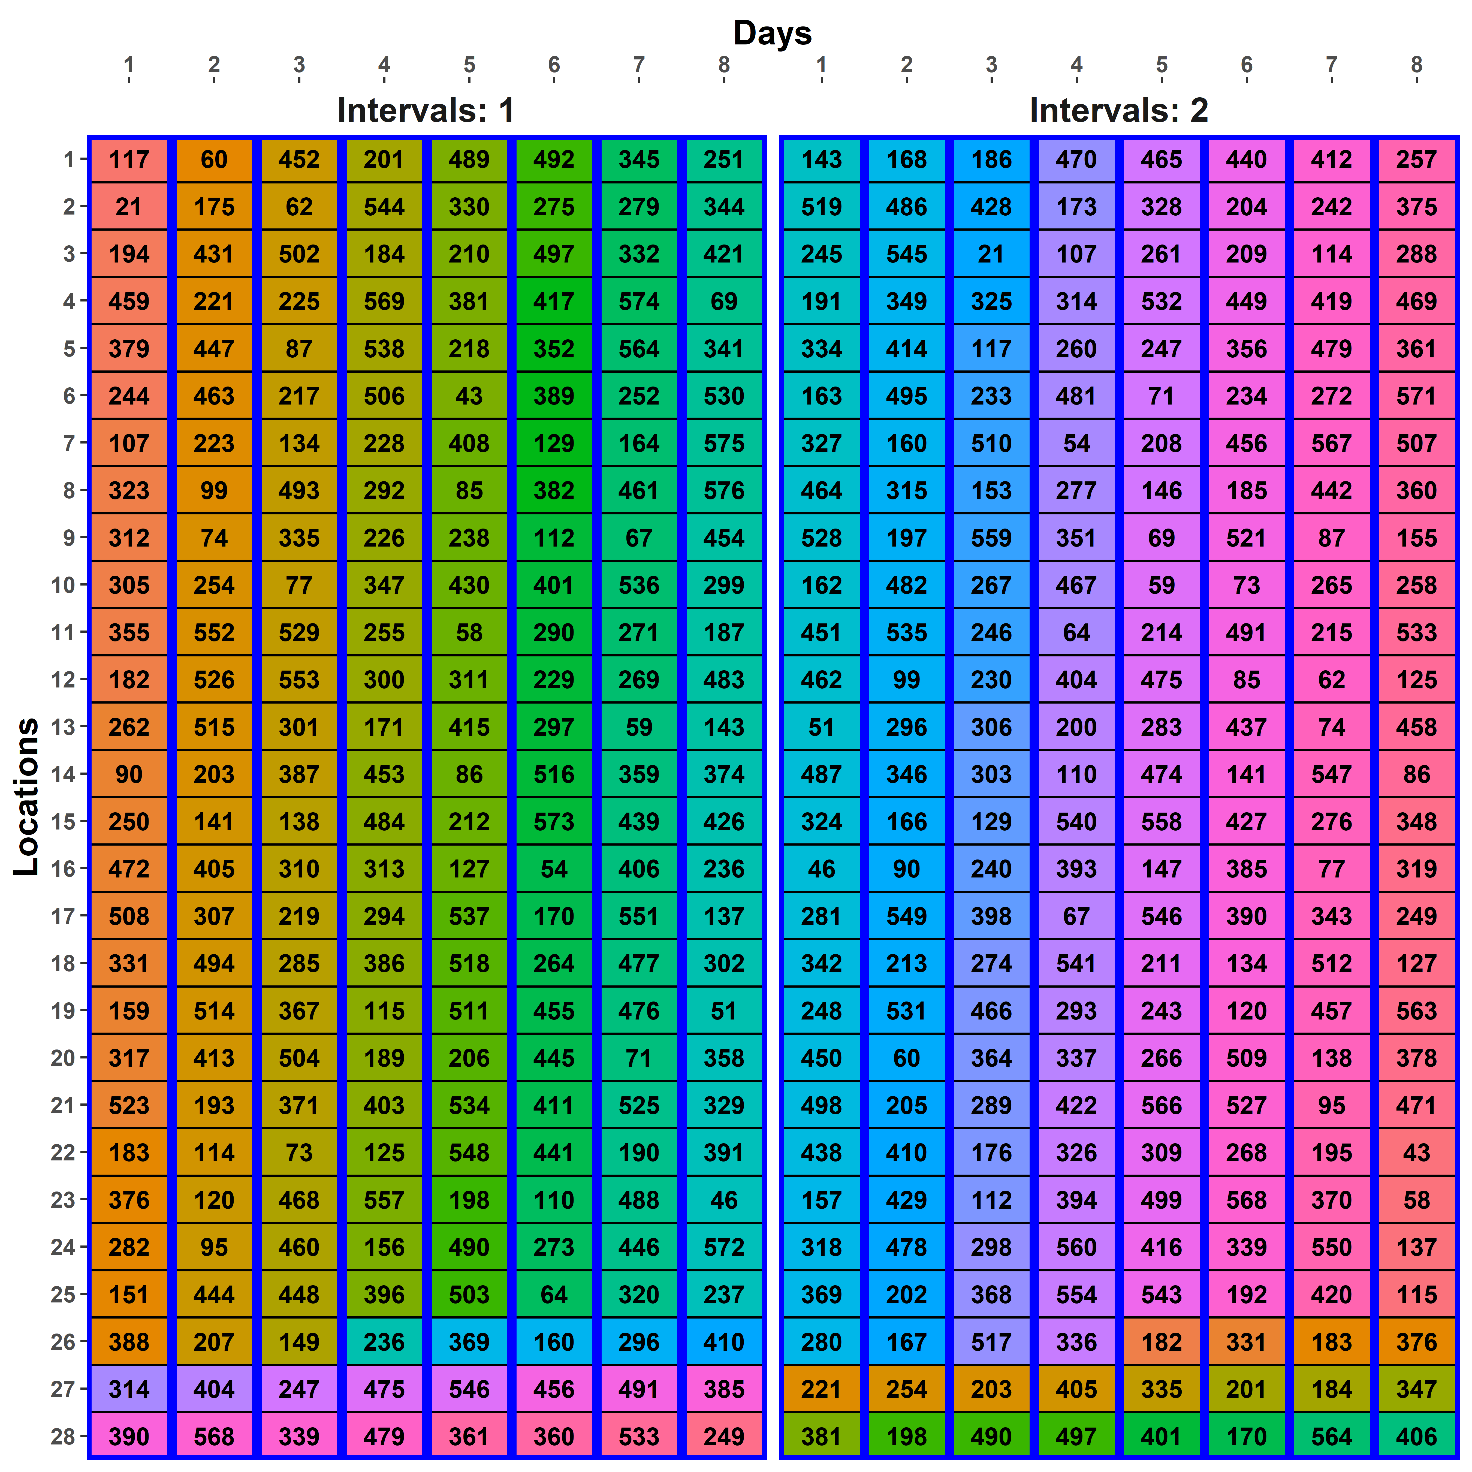 Days
1 2 3 4 5 6 7 8 1 2 3 4 5 6 7 8
Intervals: 1 Intervals: 2
1 117 60 452 201 489 492 345 251 143 168 186 470 465 440 412 257
2 21 175 62 544 330 275 279 344 519 486 428 173 328 204 242 375
3 194 431 502 184 210 497 332 421 245 545 21 107 261 209 114 288
4 459 221 225 569 381 417 574 69 191 349 325 314 532 449 419 469
5 379 447 87 538 218 352 564 341 334 414 117 260 247 356 479 361
6 244 463 217 506 43 389 252 530 163 495 233 481 71 234 272 571
7 107 223 134 228 408 129 164 575 327 160 510 54 208 456 567 507
8 323 99 493 292 85 382 461 576 464 315 153 277 146 185 442 360
9 312 74 335 226 238 112 67 454 528 197 559 351 69 521 87 155
10 305 254 77 347 430 401 536 299 162 482 267 467 59 73 265 258
11 355 552 529 255 58 290 271 187 451 535 246 64 214 491 215 533
12 182 526 553 300 311 229 269 483 462 99 230 404 475 85 62 125
13 262 515 301 171 415 297 59 143 51 296 306 200 283 437 74 458
14 90 203 387 453 86 516 359 374 487 346 303 110 474 141 547 86
15 250 141 138 484 212 573 439 426 324 166 129 540 558 427 276 348
16 472 405 310 313 127 54 406 236 46 90 240 393 147 385 77 319
17 508 307 219 294 537 170 551 137 281 549 398 67 546 390 343 249
18 331 494 285 386 518 264 477 302 342 213 274 541 211 134 512 127
19 159 514 367 115 511 455 476 51 248 531 466 293 243 120 457 563
20 317 413 504 189 206 445 71 358 450 60 364 337 266 509 138 378
21 523 193 371 403 534 411 525 329 498 205 289 422 566 527 95 471
22 183 114 73 125 548 441 190 391 438 410 176 326 309 268 195 43
23 376 120 468 557 198 110 488 46 157 429 112 394 499 568 370 58
24 282 95 460 156 490 273 446 572 318 478 298 560 416 339 550 137
25 151 444 448 396 503 64 320 237 369 202 368 554 543 192 420 115
26 388 207 149 236 369 160 296 410 280 167 517 336 182 331 183 376
27 314 404 247 475 546 456 491 385 221 254 203 405 335 201 184 347
28 390 568 339 479 361 360 533 249 381 198 490 497 401 170 564 406
Locations